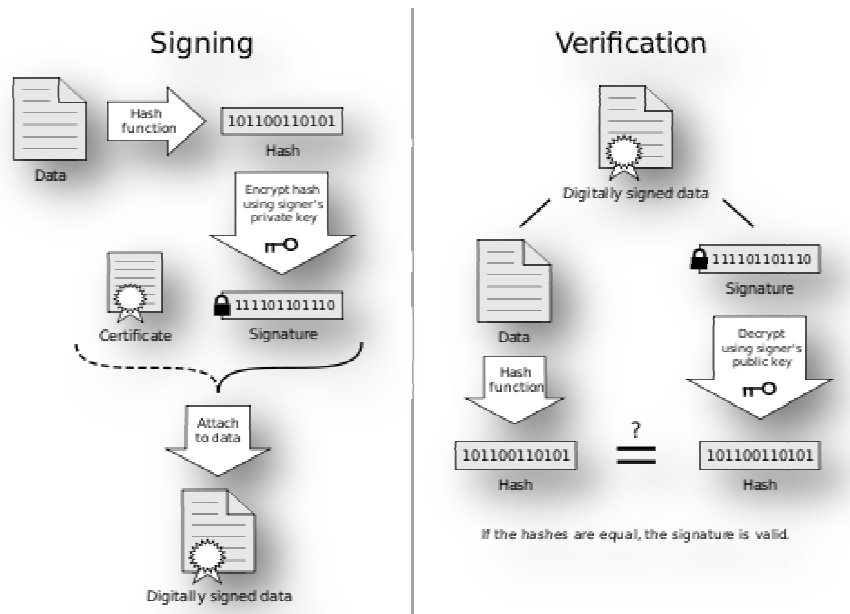 Signing
Hash
function
101100110101
Hash
Data
Encrypt hash
using signer's
private key
111101101110
Certificate
Signature
Attach
to data
Digitally signed data
Verification
Digitally signed data
111101101110
Signature
Data
Decrypt
using signer's
public key
Hash
function
?
101100110101
=
101100110101
Hash
Hash
If the hashes are equal, the signature is valid.